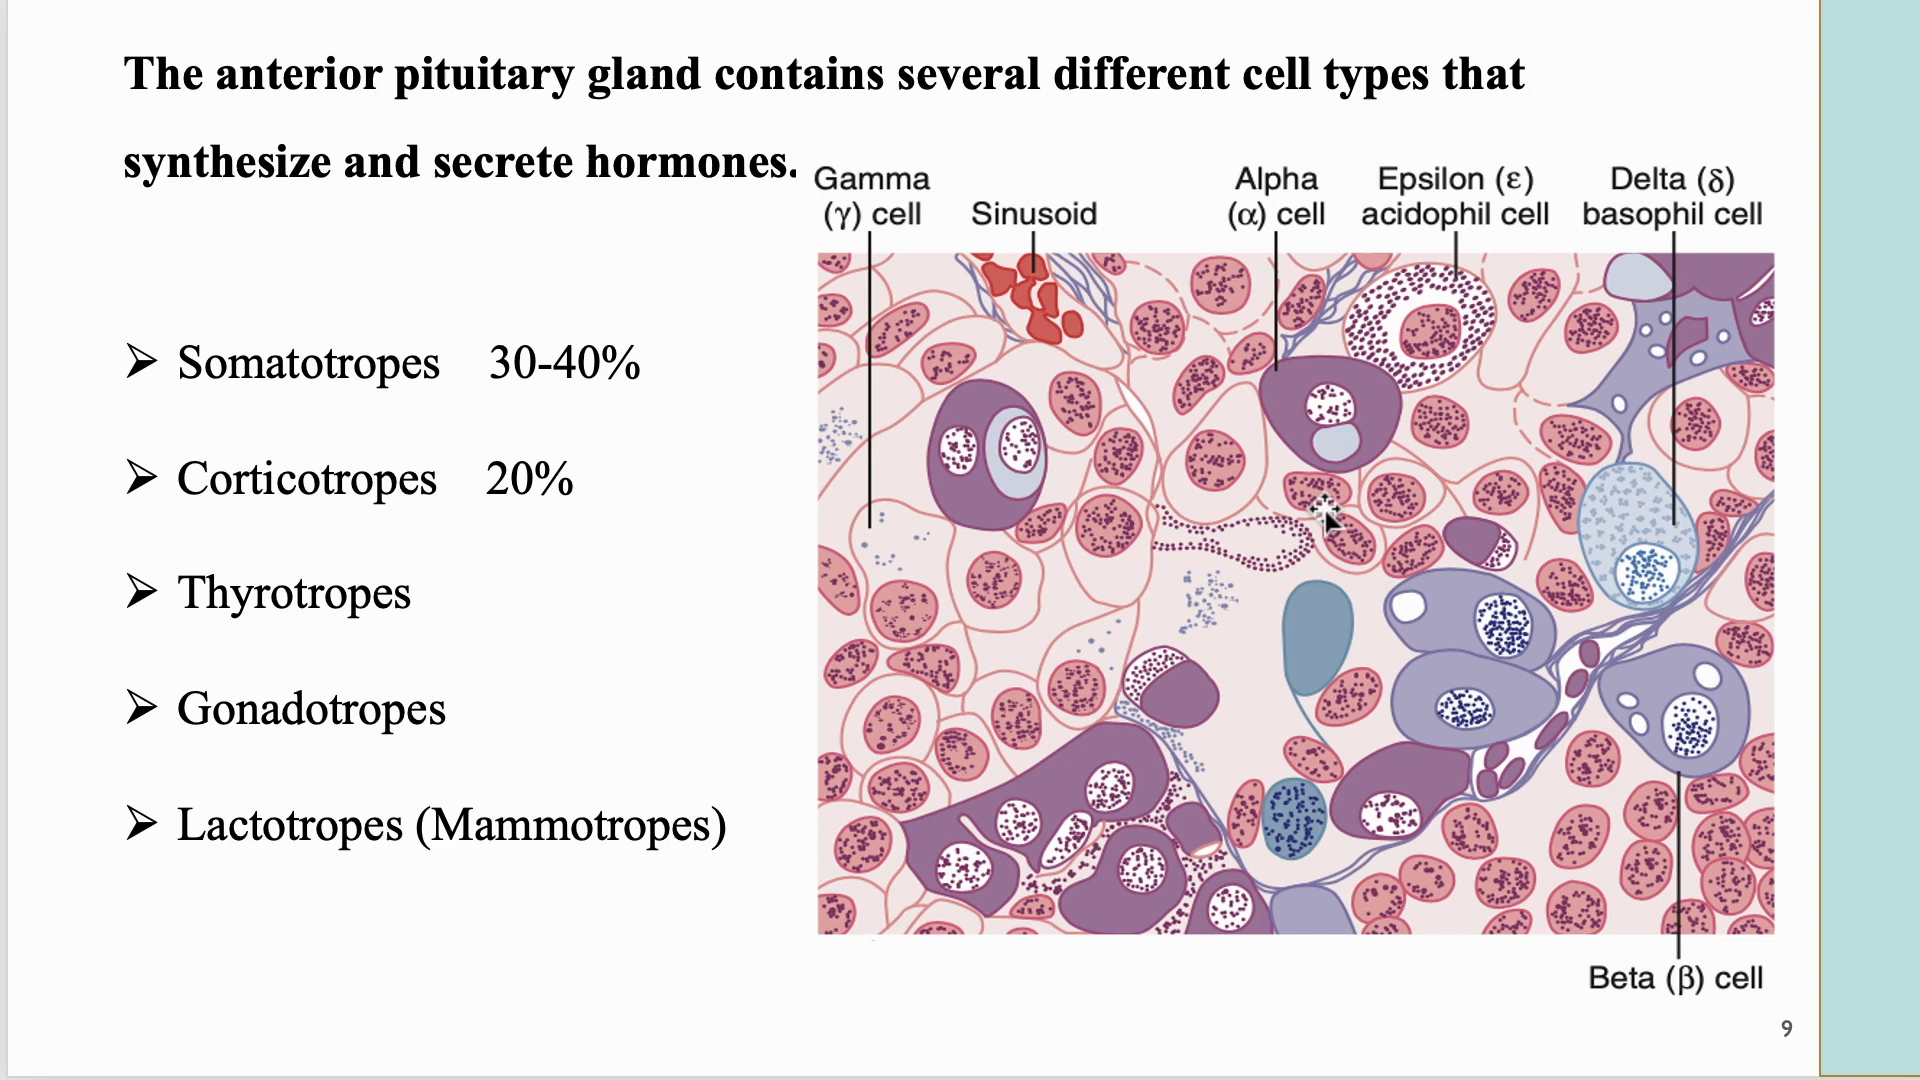 The anterior pituitary gland contains several different cell types that
synthesize and secrete hormones.
➢ Somatotropes 30-40%
➢ Corticotropes 20%
➢ Thyrotropes
➢ Gonadotropes
➢ Lactotropes (Mammotropes)
Gamma
(γ) cell
Sinusoid
Alpha
(α) cell
Epsilon (ε)
acidophil cell
Delta (δ)
basophil cell
Beta (β) cell
9